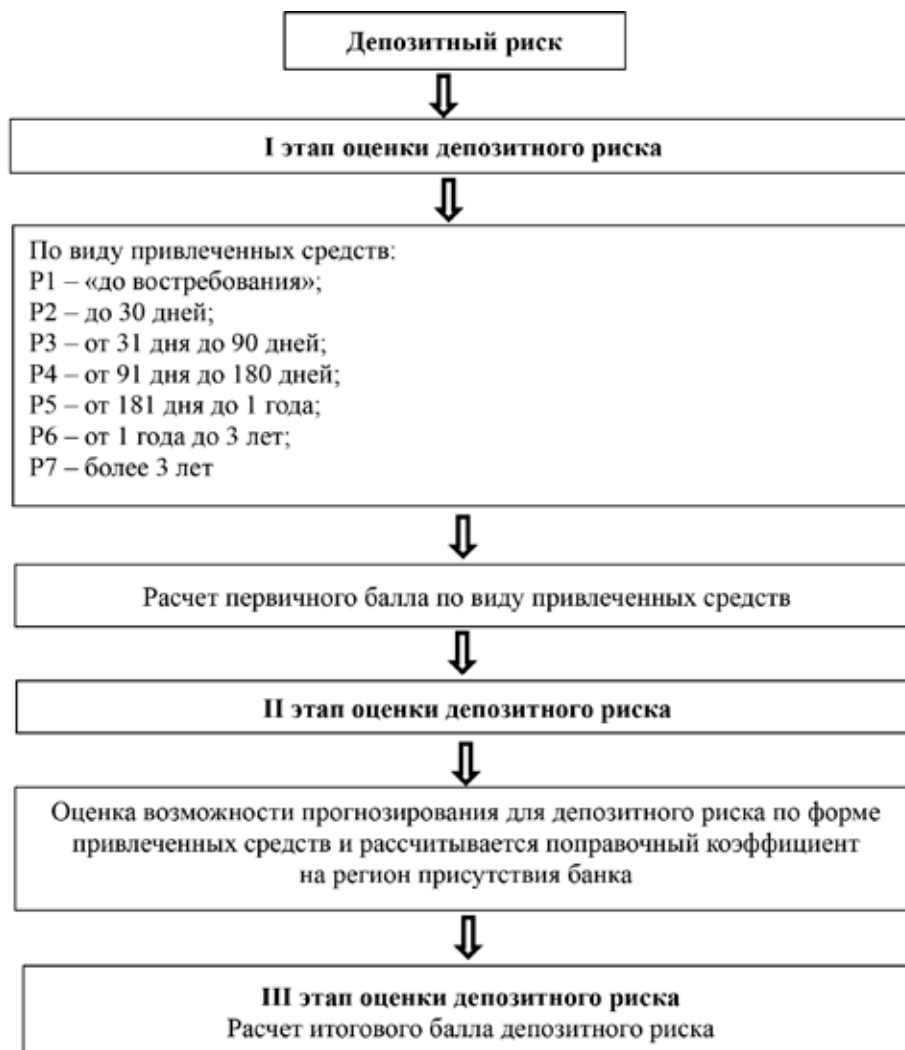 Депозитный риск
I этап оценки депозитного риска
По виду привлеченных средств:
P1 – «до востребования»;
P2 – до 30 дней;
P3 – от 31 дня до 90 дней;
P4 – от 91 дня до 180 дней;
P5 – от 181 дня до 1 года;
P6 – от 1 года до 3 лет;
P7 – более 3 лет
Расчет первичного балла по виду привлеченных средств
II этап оценки депозитного риска
Оценка возможности прогнозирования для депозитного риска по форме
привлеченных средств и рассчитывается поправочный коэффициент
на регион присутствия банка
III этап оценки депозитного риска
Расчет итогового балла депозитного риска